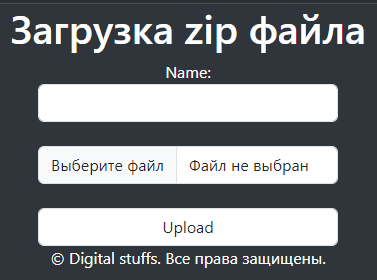 Загрузка zip файла
Name:
Выберите файл Файл не выбран
Upload
© Digital stuffs. Все права защищены.